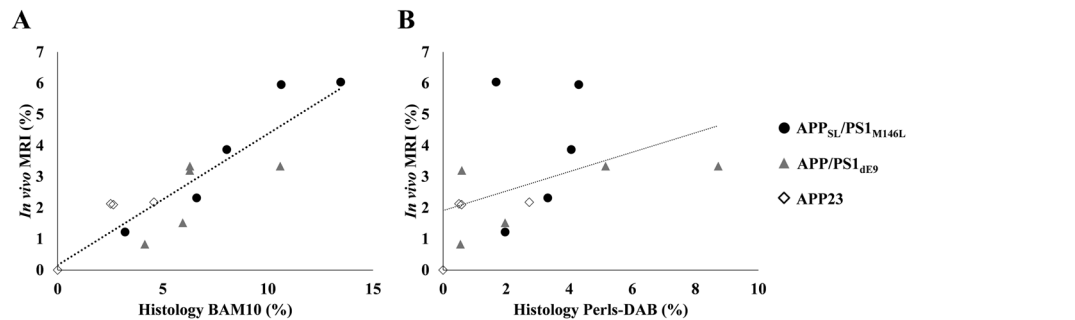 A
In vivo MRI (%)
7
6
5
4
3
2
1
0
0 5 10 15
Histology BAM10 (%)
B
In vivo MRI (%)
7
6
5
4
3
2
1
0
0 2 4 6 8 10
Histology Perls-DAB (%)
APPSL/PS1M146L
APP/PS1dE9
APP23